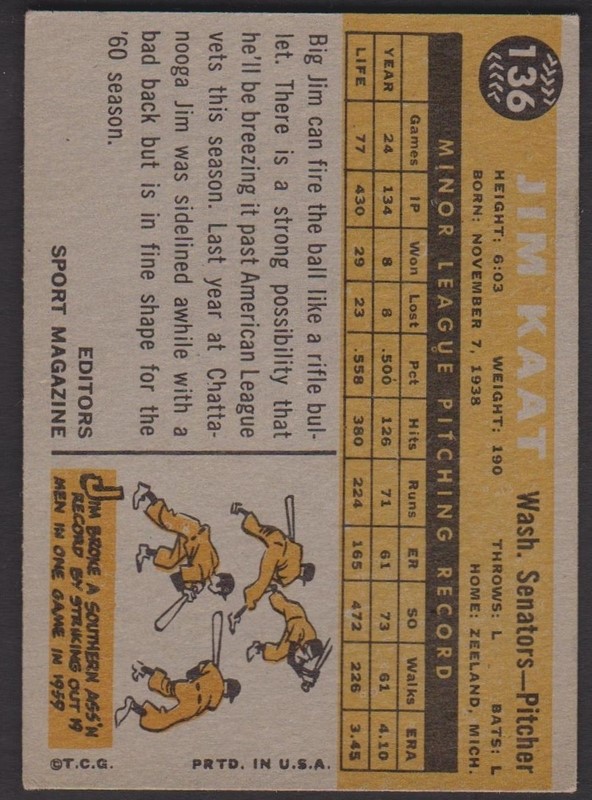 136
JIM KAAT Wash. Senators—Pitcher
HEIGHT: 6:03 WEIGHT: 190 THROWS: L BATS: L
BORN: NOVEMBER 7, 1938 HOME: ZEELAND, MICH.
MINOR LEAGUE PITCHING RECORD
Games IP Won Lost Pct Hits Runs ER SO Walks ERA
YEAR 24 134 8 8 .500 126 71 61 73 61 4.10
LIFE 77 430 29 23 .558 380 224 165 472 226 3.45
Big Jim can fire the ball like a rifle bul-
let. There is a strong possibility that
he'll be breezing it past American League
vets this season. Last year at Chatta-
nooga Jim was sidelined awhile with a
bad back but is in fine shape for the
'60 season.
EDITORS
SPORT MAGAZINE
JIM BROKE A SOUTHERN ASS'N
RECORD BY STRIKING OUT 19
MEN IN ONE GAME IN 1959
©T.C.G. PRTD. IN U.S.A.